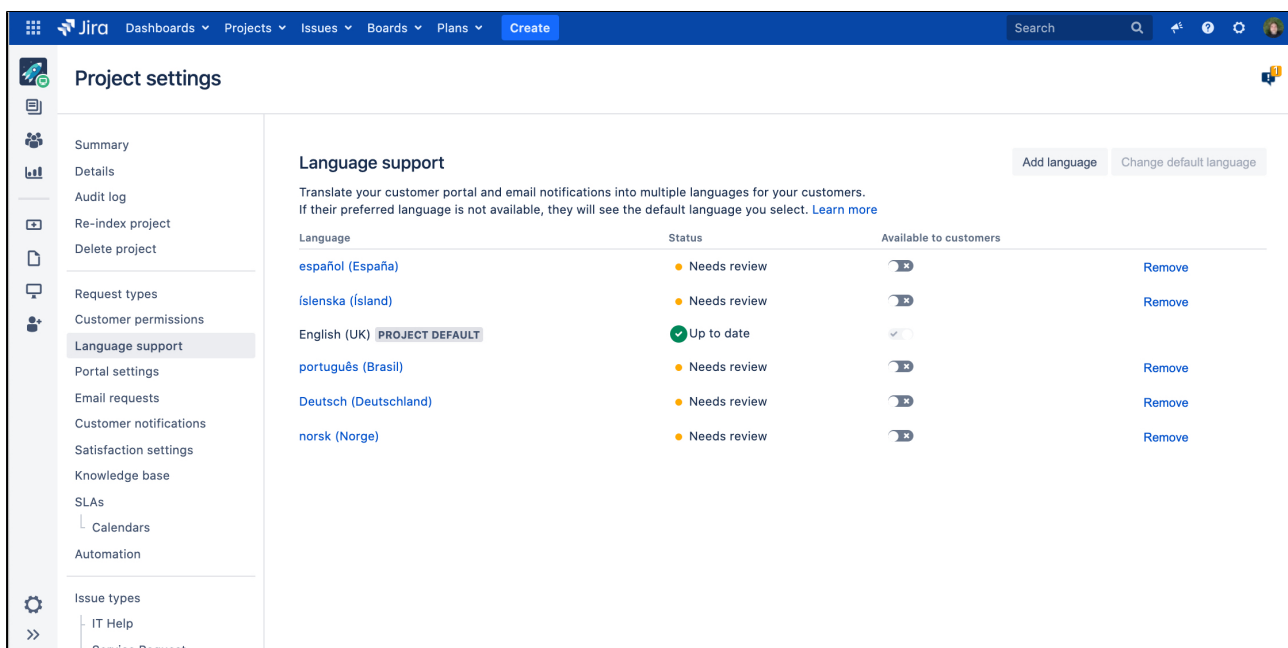 Jira Dashboards Projects Issues Boards Plans Create Search
Project settings
1
Summary
Details
Audit log
Re-index project
Delete project
Request types
Customer permissions
Language support
Portal settings
Email requests
Customer notifications
Satisfaction settings
Knowledge base
SLAs
Calendars
Automation
Issue types
IT Help
Service Request
Language support
Add language Change default language
Translate your customer portal and email notifications into multiple languages for your customers.
If their preferred language is not available, they will see the default language you select. Learn more
Language Status Available to customers
español (España) Needs review Remove
íslenska (Ísland) Needs review Remove
English (UK) PROJECT DEFAULT Up to date
português (Brasil) Needs review Remove
Deutsch (Deutschland) Needs review Remove
norsk (Norge) Needs review Remove